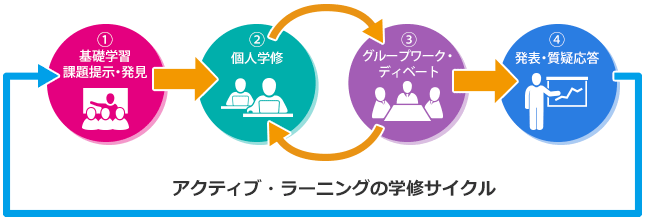 ①
基礎学習
課題提示・発見
②
個人学修
③
グループワーク・
ディベート
④
発表・質疑応答
アクティブ・ラーニングの学修サイクル